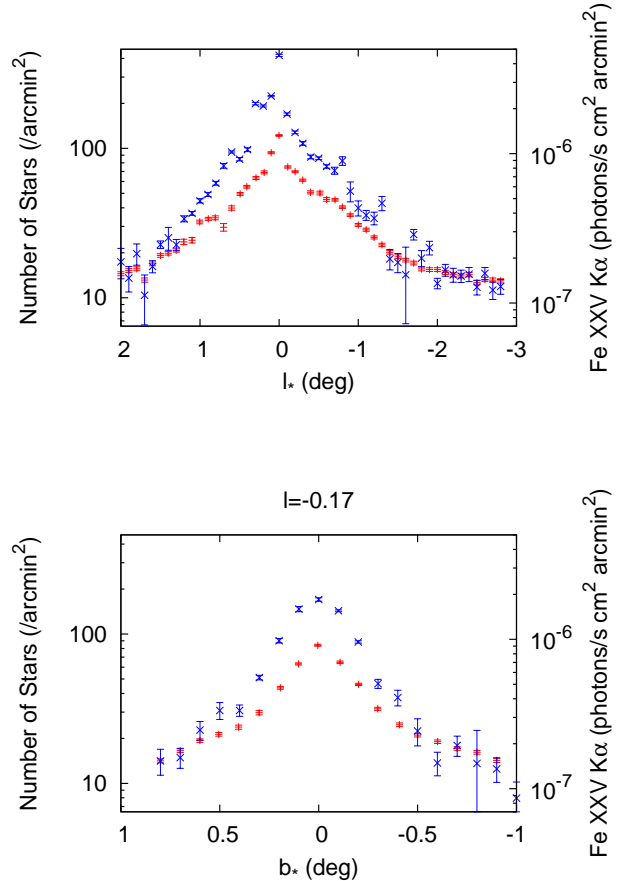 100
10
10⁻⁶
10⁻⁷
Number of Stars (/arcmin²)
Fe XXV Kα (photons/s cm² arcmin²)
2 1 0 -1 -2 -3
l* (deg)
l=-0.17
100
10
10⁻⁶
10⁻⁷
Number of Stars (/arcmin²)
Fe XXV Kα (photons/s cm² arcmin²)
1 0.5 0 -0.5 -1
b* (deg)